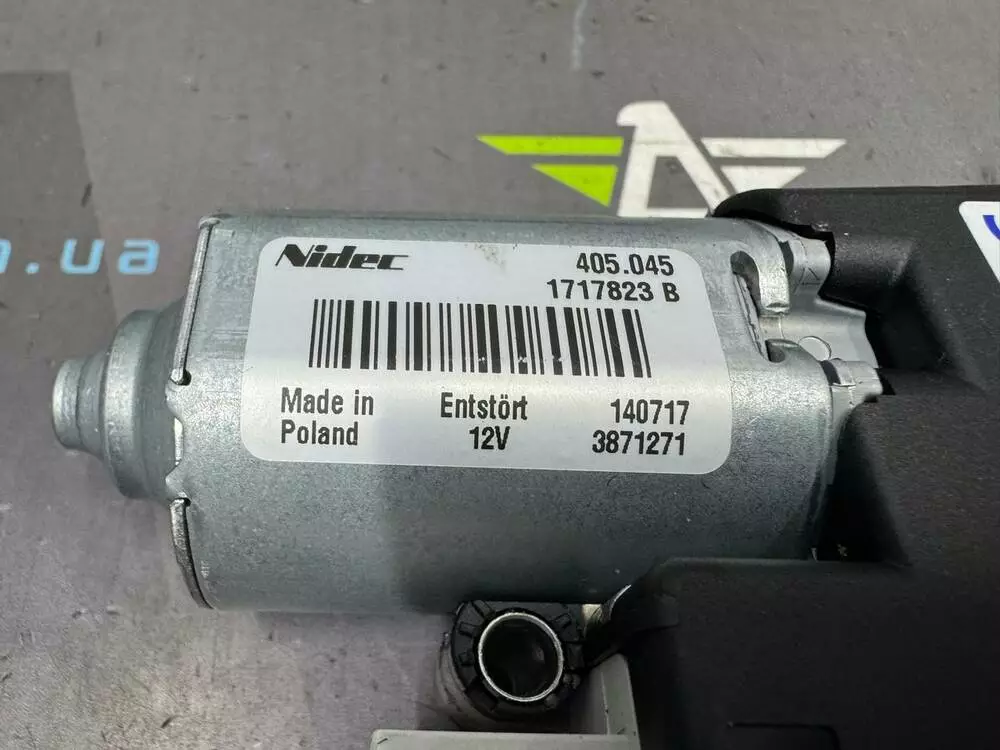 Nidec
405.045
1717823 B
Made in
Poland
Entstört
12V
140717
3871271
.ua